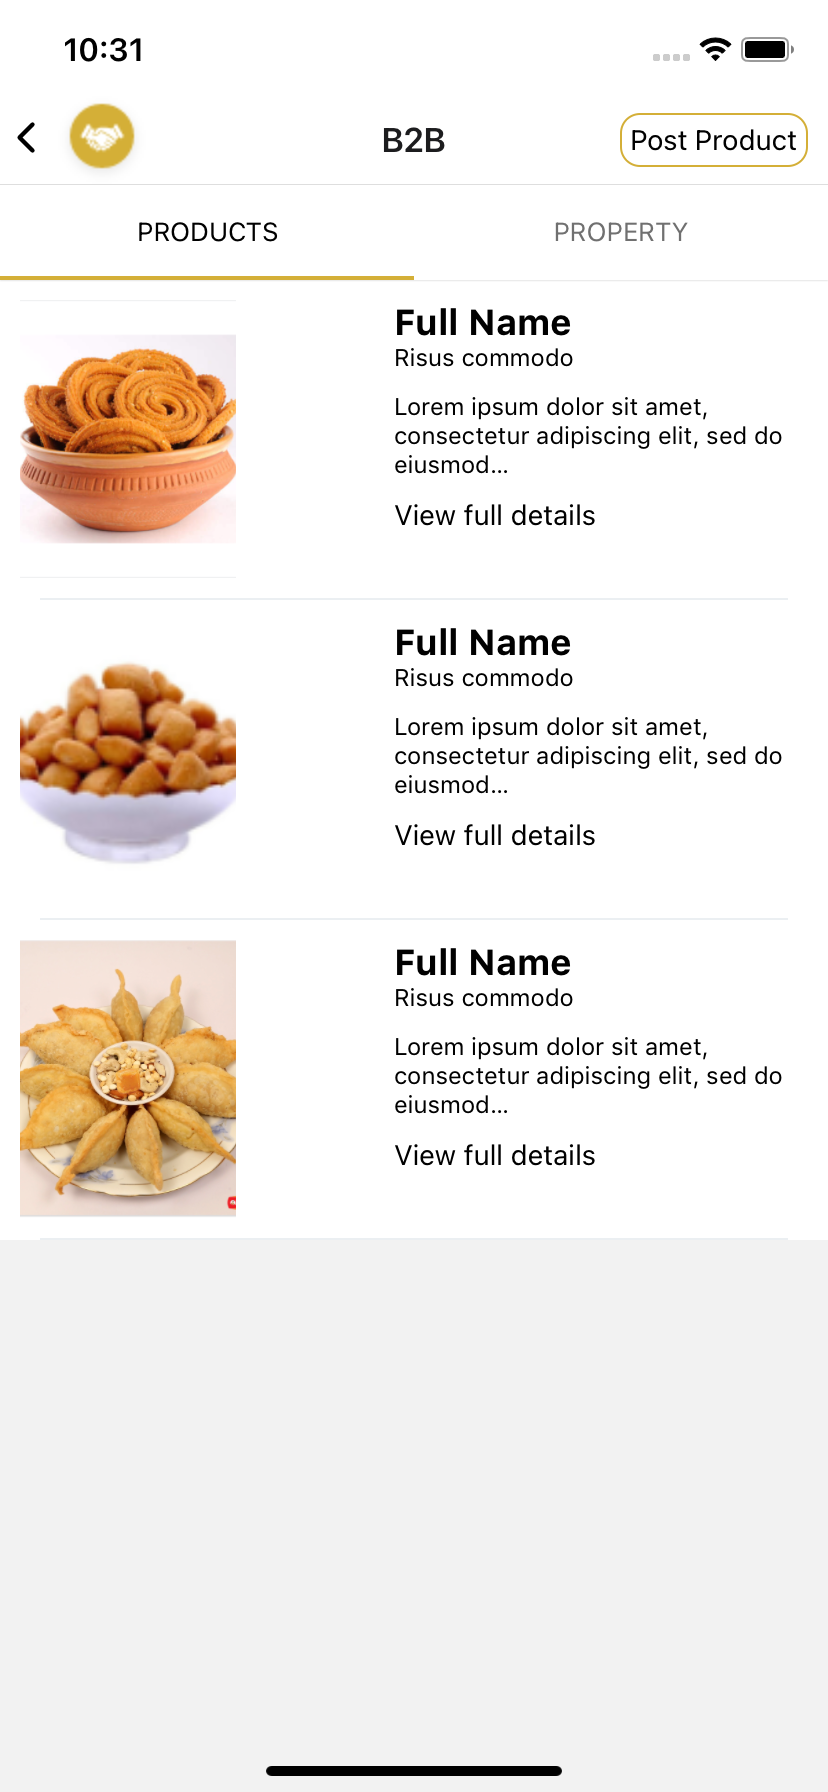 10:31
B2B
Post Product
PRODUCTS
PROPERTY
Full Name
Risus commodo
Lorem ipsum dolor sit amet,
consectetur adipiscing elit, sed do
eiusmod...
View full details
Full Name
Risus commodo
Lorem ipsum dolor sit amet,
consectetur adipiscing elit, sed do
eiusmod...
View full details
Full Name
Risus commodo
Lorem ipsum dolor sit amet,
consectetur adipiscing elit, sed do
eiusmod...
View full details